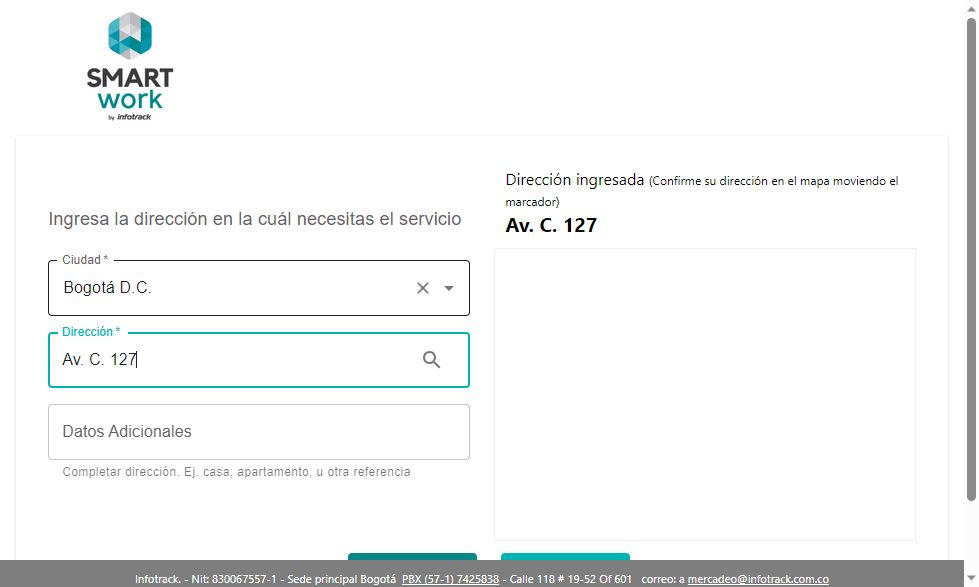 SMART
work
by infotrack
Ingresa la dirección en la cuál necesitas el servicio
Ciudad *
Bogotá D.C.
Dirección *
Av. C. 127
Datos Adicionales
Completar dirección. Ej. casa, apartamento, u otra referencia
Dirección ingresada (Confirme su dirección en el mapa moviendo el
marcador)
Av. C. 127
Infotrack. - Nit: 830067557-1 - Sede principal Bogotá PBX (57-1) 7425838 - Calle 118 # 19-52 Of 601 correo: a mercadeo@infotrack.com.co